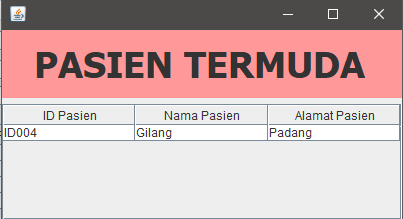 PASIEN TERMUDA
ID Pasien Nama Pasien Alamat Pasien
ID004 Gilang Padang